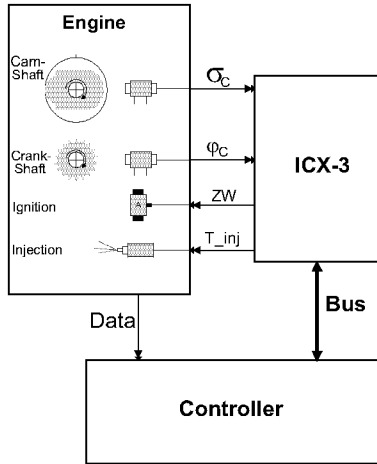 Engine
Cam-
Shaft
σC
Crank-
Shaft
φC
ICX-3
Ignition
ZW
Injection
T_inj
Bus
Data
Controller